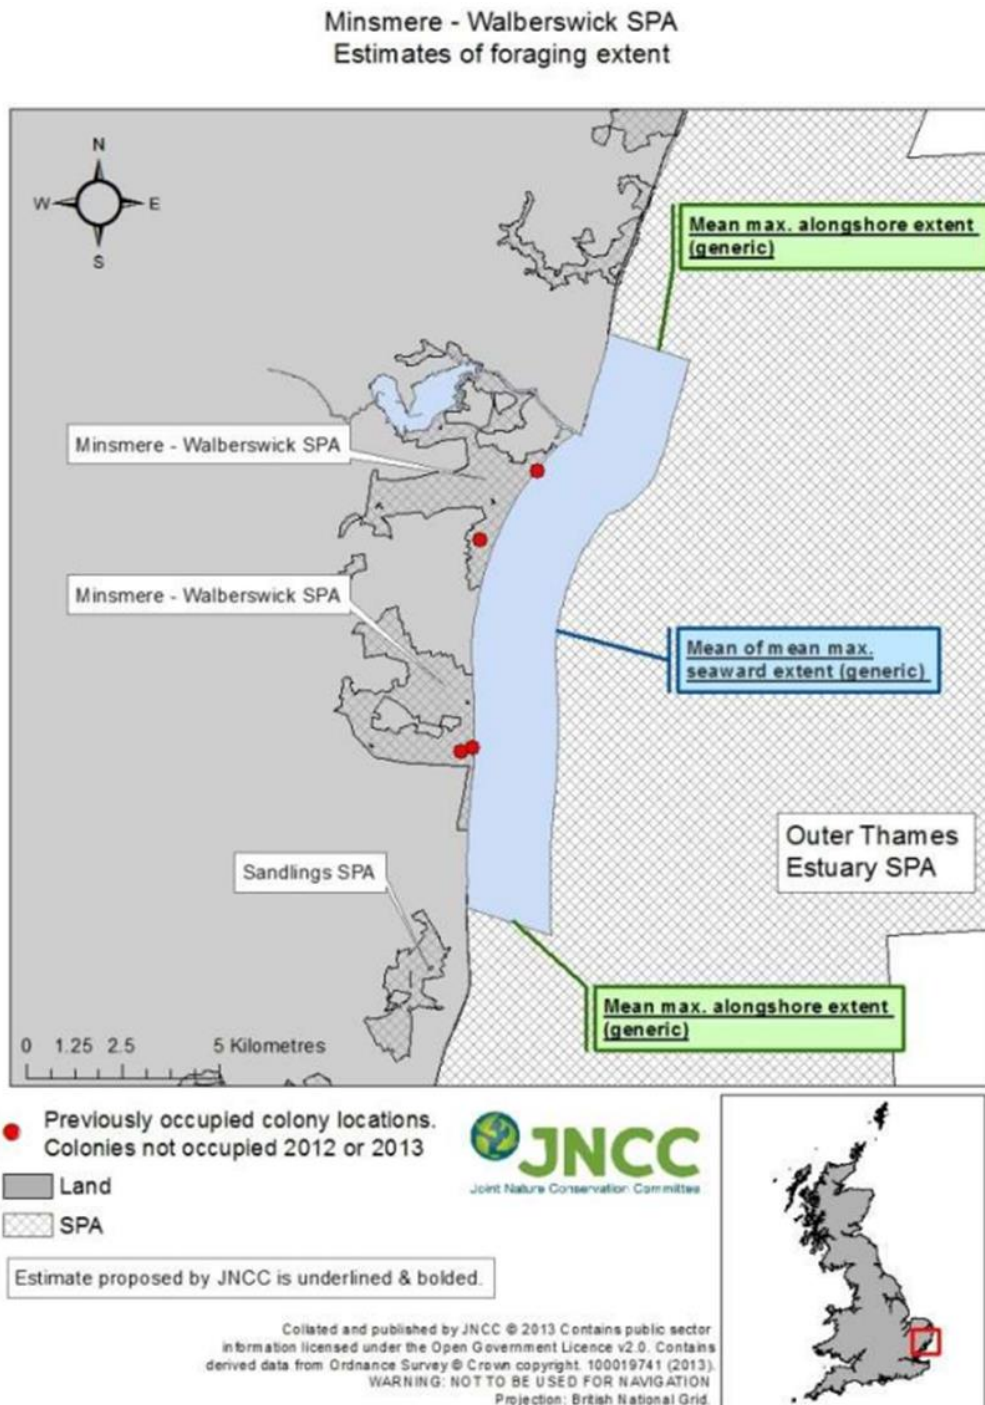 Minsmere - Walberswick SPA
Estimates of foraging extent
N
W
E
S
Mean max. alongshore extent
(generic)
Minsmere - Walberswick SPA
Minsmere - Walberswick SPA
Mean of mean max.
seaward extent (generic)
Outer Thames
Estuary SPA
Sandlings SPA
Mean max. alongshore extent
(generic)
0 1.25 2.5 5 Kilometres
Previously occupied colony locations.
Colonies not occupied 2012 or 2013
Land
SPA
JNCC
Joint Nature Conservation Committee
Estimate proposed by JNCC is underlined & bolded.
Collated and published by JNCC © 2013 Contains public sector
information licensed under the Open Government Licence v2.0. Contains
derived data from Ordnance Survey © Crown copyright. 100019741 (2013).
WARNING: NOT TO BE USED FOR NAVIGATION
Projection: British National Grid.